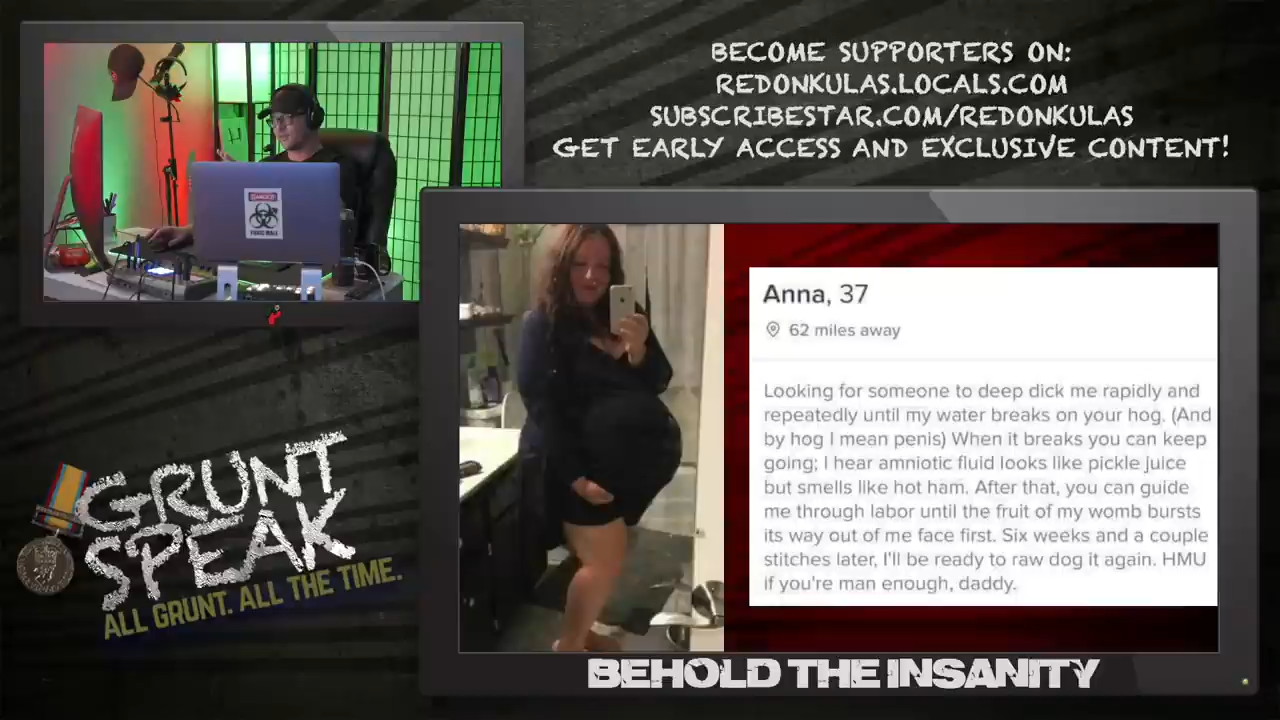 BECOME SUPPORTERS ON:
REDONKULAS.LOCALS.COM
SUBSCRIBESTAR.COM/REDONKULAS
GET EARLY ACCESS AND EXCLUSIVE CONTENT!
Anna, 37
62 miles away
Looking for someone to deep dick me rapidly and
repeatedly until my water breaks on your hog. (And
by hog I mean penis) When it breaks you can keep
going; I hear amniotic fluid looks like pickle juice
but smells like hot ham. After that, you can guide
me through labor until the fruit of my womb bursts
its way out of me face first. Six weeks and a couple
stitches later, I'll be ready to raw dog it again. HMU
if you're man enough, daddy.
GRUNT
SPEAK
ALL GRUNT. ALL THE TIME.
BEHOLD THE INSANITY